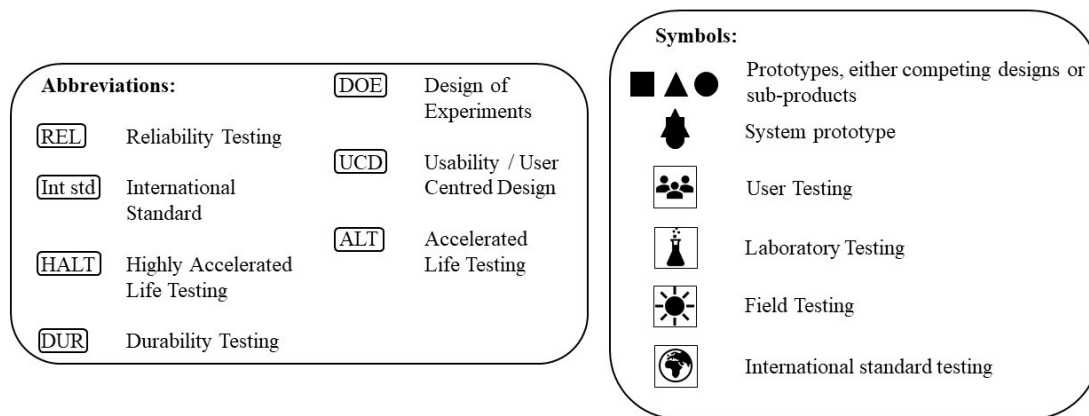 Abbreviations:
REL Reliability Testing
Int std International
Standard
HALT Highly Accelerated
Life Testing
DUR Durability Testing
DOE Design of
Experiments
UCD Usability / User
Centred Design
ALT Accelerated
Life Testing
Symbols:
Prototypes, either competing designs or
sub-products
System prototype
User Testing
Laboratory Testing
Field Testing
International standard testing